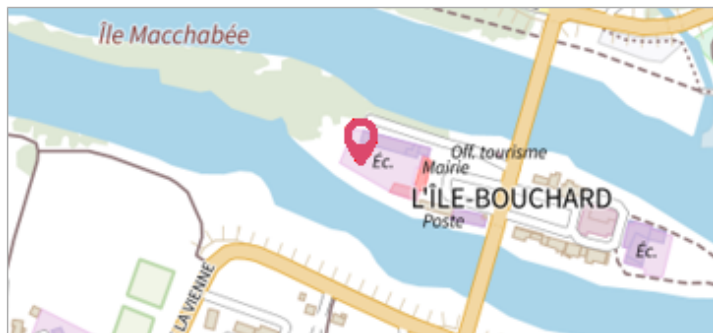 Île Macchabée
Off. tourisme
Éc.
Mairie
L'ÎLE-BOUCHARD
Poste
Éc.
LA VIENNE